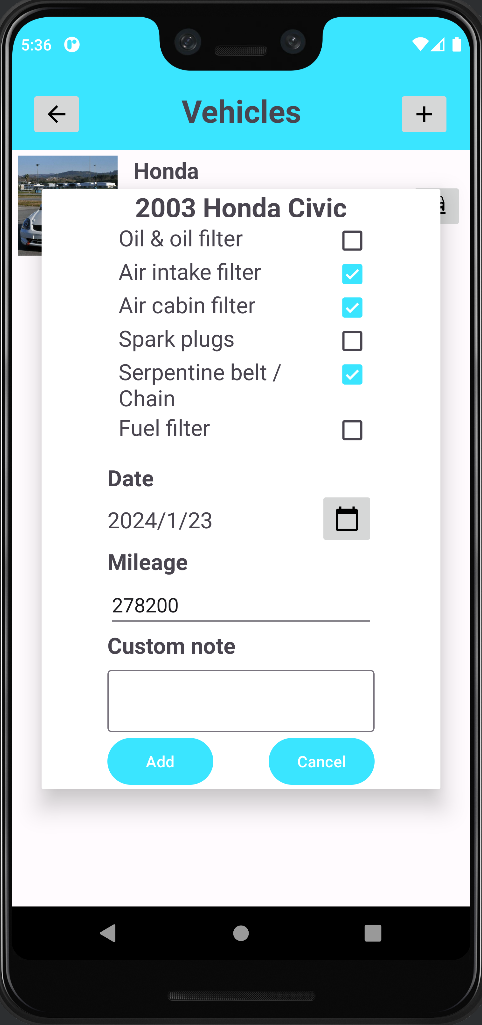 5:36
Vehicles
Honda
2003 Honda Civic
Oil & oil filter
Air intake filter
Air cabin filter
Spark plugs
Serpentine belt /
Chain
Fuel filter
Date
2024/1/23
Mileage
278200
Custom note
Add
Cancel